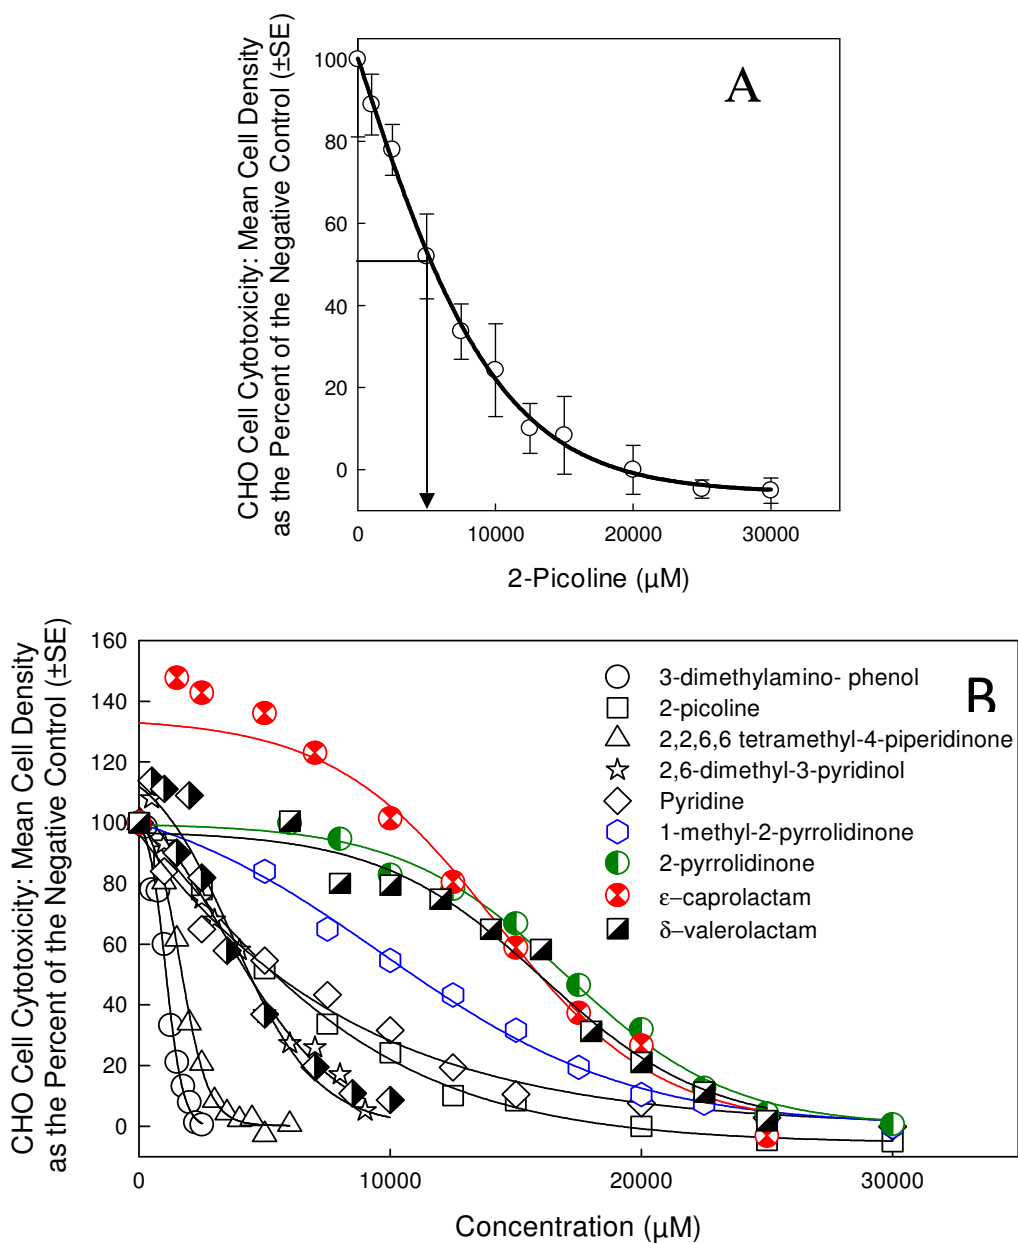 A
CHO Cell Cytotoxicity: Mean Cell Density
as the Percent of the Negative Control (±SE)
100
80
60
40
20
0
0 10000 20000 30000
2-Picoline (µM)
B
CHO Cell Cytotoxicity: Mean Cell Density
as the Percent of the Negative Control (±SE)
160
140
120
100
80
60
40
20
0
3-dimethylamino- phenol
2-picoline
2,2,6,6 tetramethyl-4-piperidinone
2,6-dimethyl-3-pyridinol
Pyridine
1-methyl-2-pyrrolidinone
2-pyrrolidinone
ε–caprolactam
δ–valerolactam
0 10000 20000 30000
Concentration (µM)